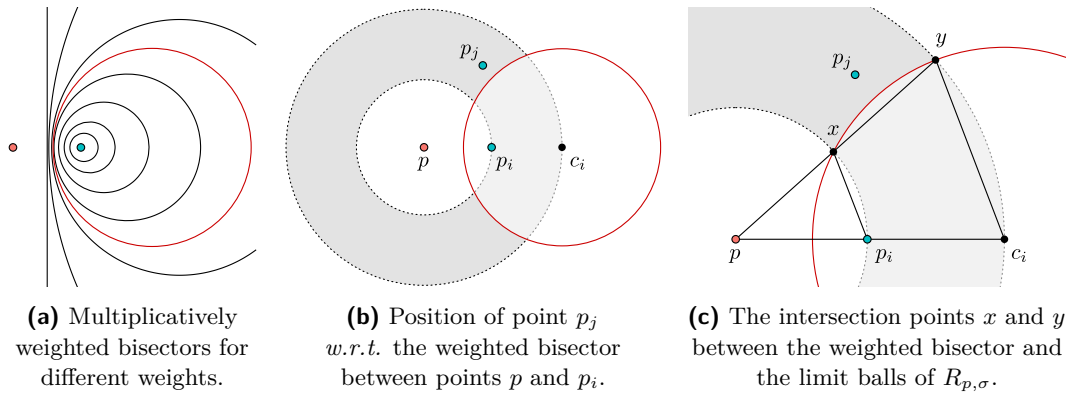 p_j
p
p_i
c_i
y
p_j
x
p
p_i
c_i
(a) Multiplicatively
weighted bisectors for
different weights.
(b) Position of point p_j
w.r.t. the weighted bisector
between points p and p_i.
(c) The intersection points x and y
between the weighted bisector and
the limit balls of R_{p,σ}.